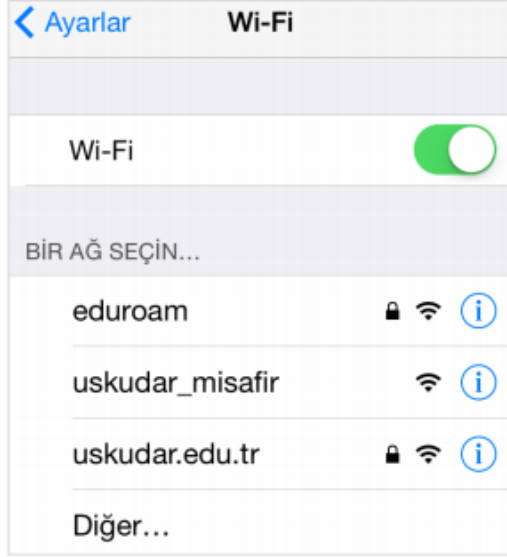 Ayarlar Wi-Fi
Wi-Fi
BİR AĞ SEÇİN...
eduroam
uskudar_misafir
uskudar.edu.tr
Diğer...